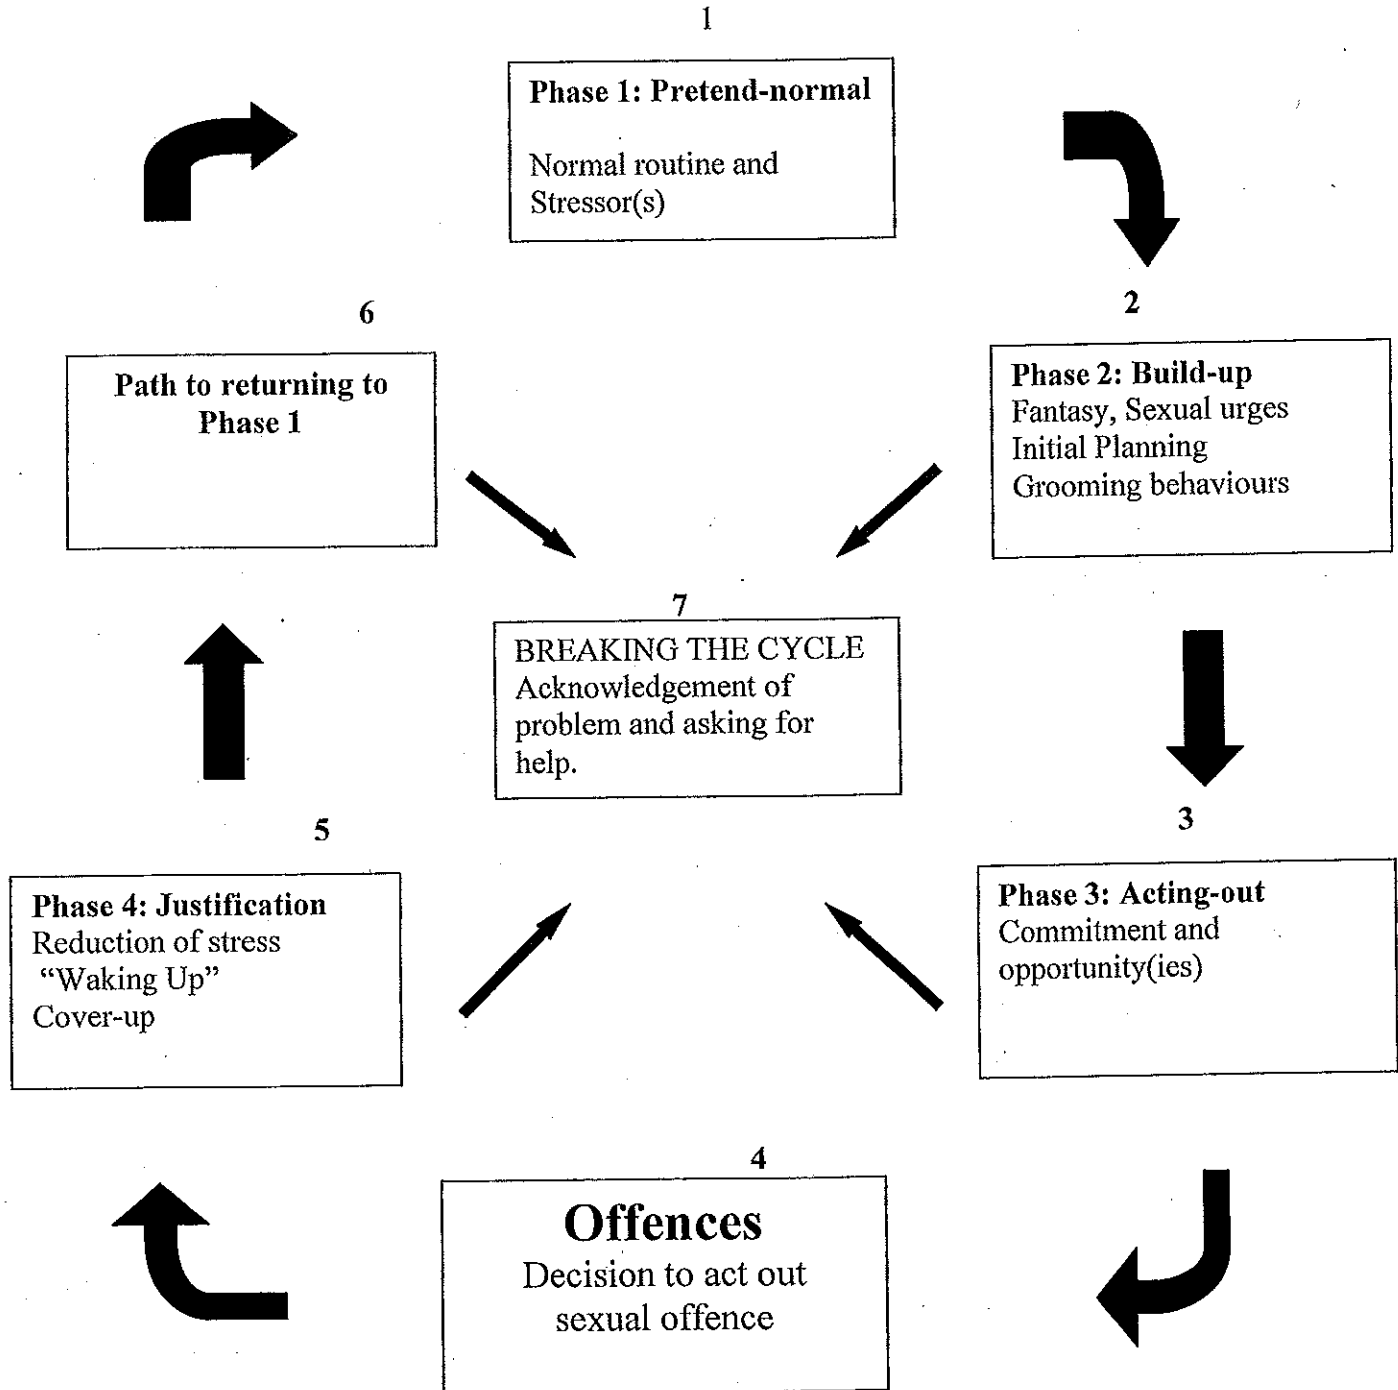 1
Phase 1: Pretend-normal
Normal routine and
Stressor(s)
2
Phase 2: Build-up
Fantasy, Sexual urges
Initial Planning
Grooming behaviours
3
Phase 3: Acting-out
Commitment and
opportunity(ies)
4
Offences
Decision to act out
sexual offence
5
Phase 4: Justification
Reduction of stress
“Waking Up”
Cover-up
6
Path to returning to
Phase 1
7
BREAKING THE CYCLE
Acknowledgement of
problem and asking for
help.